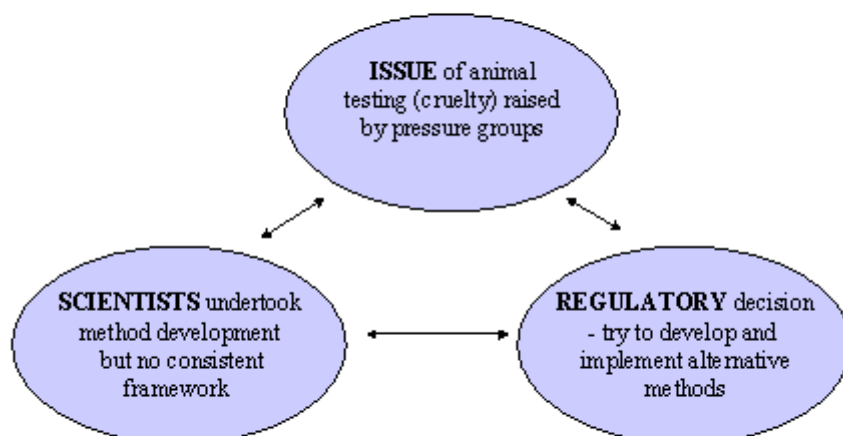 ISSUE of animal
testing (cruelty) raised
by pressure groups
SCIENTISTS undertook
method development
but no consistent
framework
REGULATORY decision
- try to develop and
implement alternative
methods